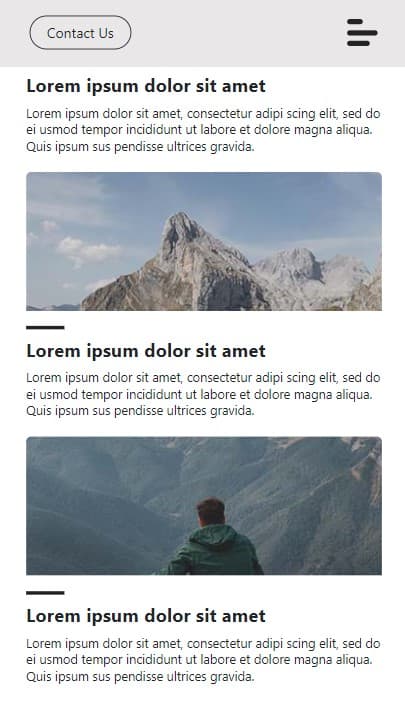 Contact Us
Lorem ipsum dolor sit amet
Lorem ipsum dolor sit amet, consectetur adipi scing elit, sed do
ei usmod tempor incididunt ut labore et dolore magna aliqua.
Quis ipsum sus pendisse ultrices gravida.
Lorem ipsum dolor sit amet
Lorem ipsum dolor sit amet, consectetur adipi scing elit, sed do
ei usmod tempor incididunt ut labore et dolore magna aliqua.
Quis ipsum sus pendisse ultrices gravida.
Lorem ipsum dolor sit amet
Lorem ipsum dolor sit amet, consectetur adipi scing elit, sed do
ei usmod tempor incididunt ut labore et dolore magna aliqua.
Quis ipsum sus pendisse ultrices gravida.